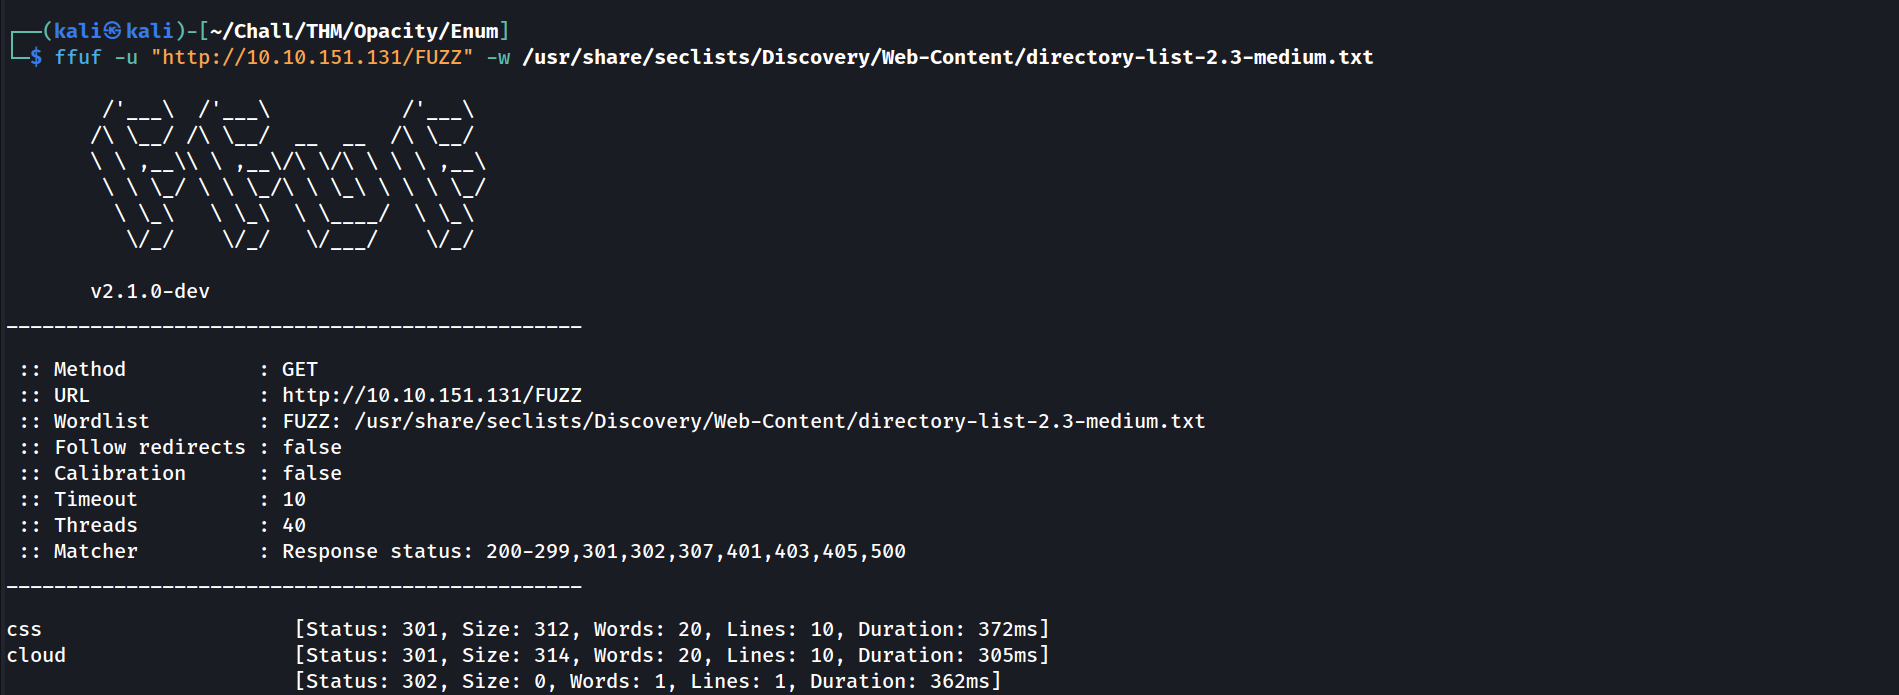 ┌──(kali㉿kali)-[~/Chall/THM/Opacity/Enum]
└─$ ffuf -u "http://10.10.151.131/FUZZ" -w /usr/share/seclists/Discovery/Web-Content/directory-list-2.3-medium.txt
        /'___\  /'___\           /'___\
       /\ \__/ /\ \__/  __  __  /\ \__/
       \ \ ,__\\ \ ,__\/\ \/\ \ \ \ ,__\
        \ \ \_/ \ \ \_/\ \ \_\ \ \ \ \_/
         \ \_\   \ \_\  \ \____/  \ \_\
          \/_/    \/_/   \/___/    \/_/
       v2.1.0-dev
________________________________________________
 :: Method           : GET
 :: URL              : http://10.10.151.131/FUZZ
 :: Wordlist         : FUZZ: /usr/share/seclists/Discovery/Web-Content/directory-list-2.3-medium.txt
 :: Follow redirects : false
 :: Calibration      : false
 :: Timeout          : 10
 :: Threads          : 40
 :: Matcher          : Response status: 200-299,301,302,307,401,403,405,500
________________________________________________
css                     [Status: 301, Size: 312, Words: 20, Lines: 10, Duration: 372ms]
cloud                   [Status: 301, Size: 314, Words: 20, Lines: 10, Duration: 305ms]
                        [Status: 302, Size: 0, Words: 1, Lines: 1, Duration: 362ms]